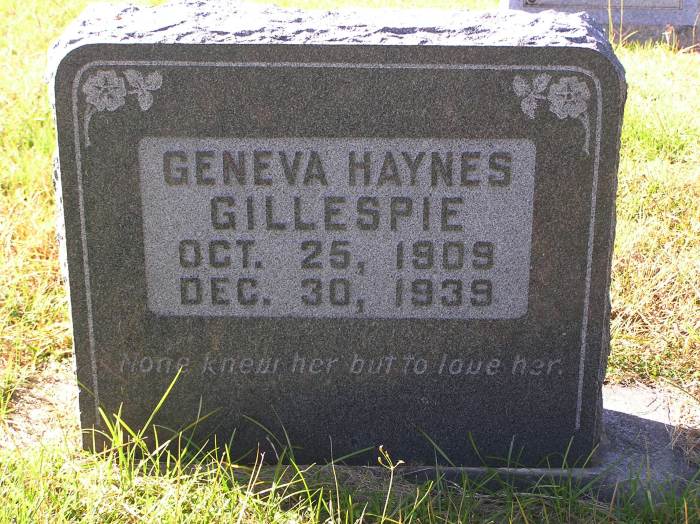 GENEVA HAYNES
GILLESPIE
OCT. 25, 1909
DEC. 30, 1939
None knew her but to love her.